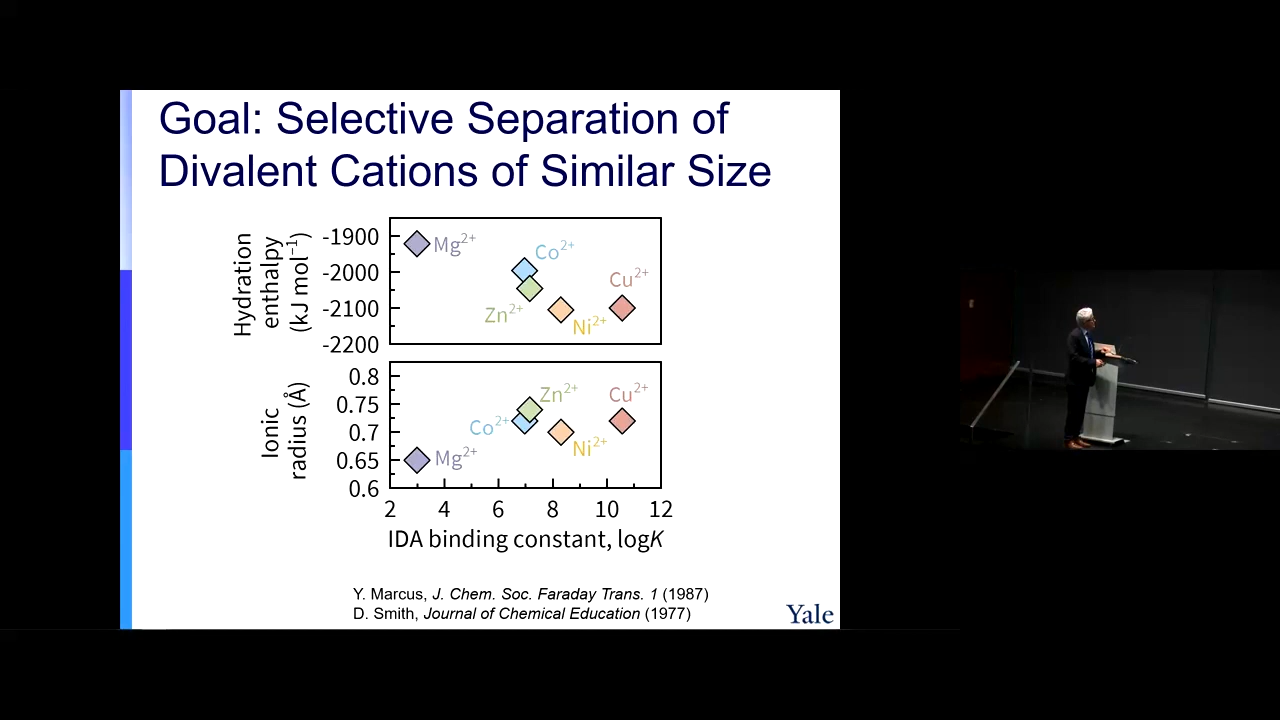 Goal: Selective Separation of
Divalent Cations of Similar Size
Hydration
enthalpy
(kJ mol⁻¹)
-1900
-2000
-2100
-2200
Mg²⁺
Co²⁺
Zn²⁺
Ni²⁺
Cu²⁺
Ionic
radius (Å)
0.8
0.75
0.7
0.65
0.6
Zn²⁺
Cu²⁺
Co²⁺
Ni²⁺
Mg²⁺
2 4 6 8 10 12
IDA binding constant, logK
Y. Marcus, J. Chem. Soc. Faraday Trans. 1 (1987)
D. Smith, Journal of Chemical Education (1977)
Yale